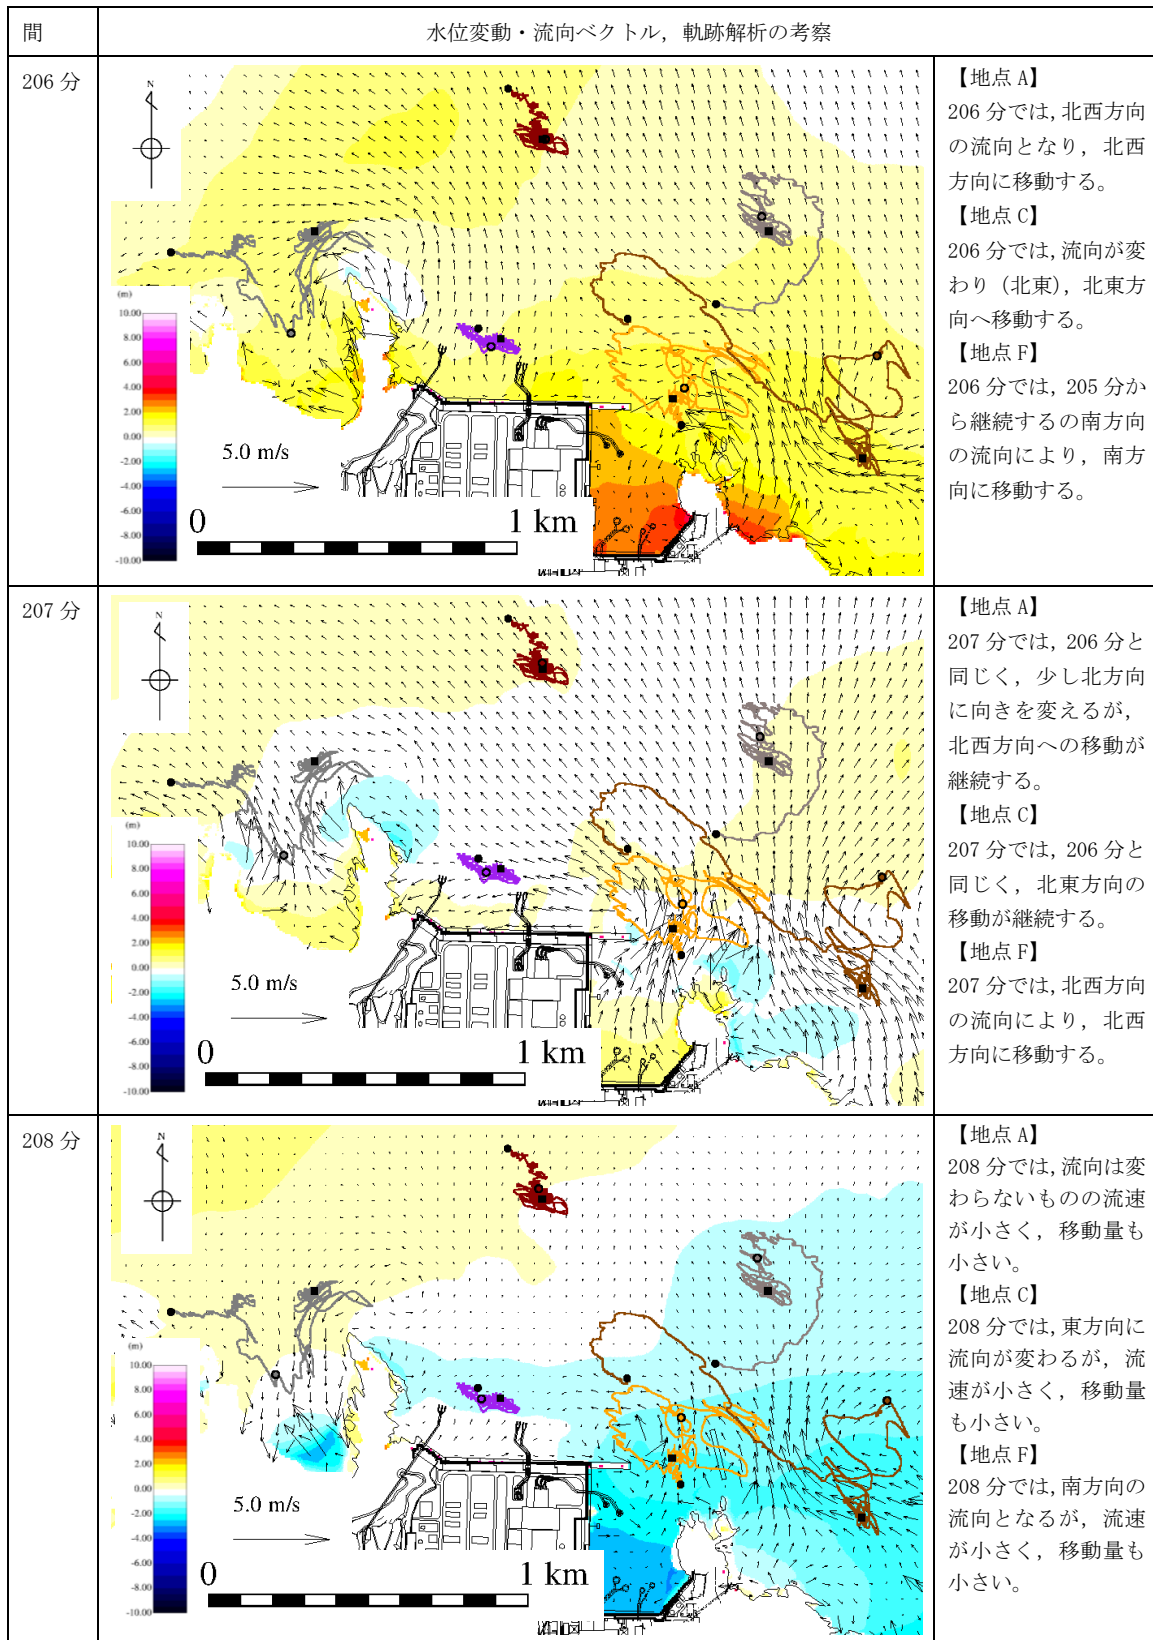 間
水位変動・流向ベクトル，軌跡解析の考察
206 分
N
(m)
10.00
8.00
6.00
4.00
2.00
0.00
-2.00
-4.00
-6.00
-8.00
-10.00
5.0 m/s
0
1 km
【地点 A】
206 分では，北西方向
の流向となり，北西
方向に移動する。
【地点 C】
206 分では，流向が変
わり（北東），北東方
向へ移動する。
【地点 F】
206 分では，205 分か
ら継続するの南方向
の流向により，南方
向に移動する。
207 分
N
(m)
10.00
8.00
6.00
4.00
2.00
0.00
-2.00
-4.00
-6.00
-8.00
-10.00
5.0 m/s
0
1 km
【地点 A】
207 分では，206 分と
同じく，少し北方向
に向きを変えるが，
北西方向への移動が
継続する。
【地点 C】
207 分では，206 分と
同じく，北東方向の
移動が継続する。
【地点 F】
207 分では，北西方向
の流向により，北西
方向に移動する。
208 分
N
(m)
10.00
8.00
6.00
4.00
2.00
0.00
-2.00
-4.00
-6.00
-8.00
-10.00
5.0 m/s
0
1 km
【地点 A】
208 分では，流向は変
わらないものの流速
が小さく，移動量も
小さい。
【地点 C】
208 分では，東方向に
流向が変わるが，流
速が小さく，移動量
も小さい。
【地点 F】
208 分では，南方向の
流向となるが，流速
が小さく，移動量も
小さい。